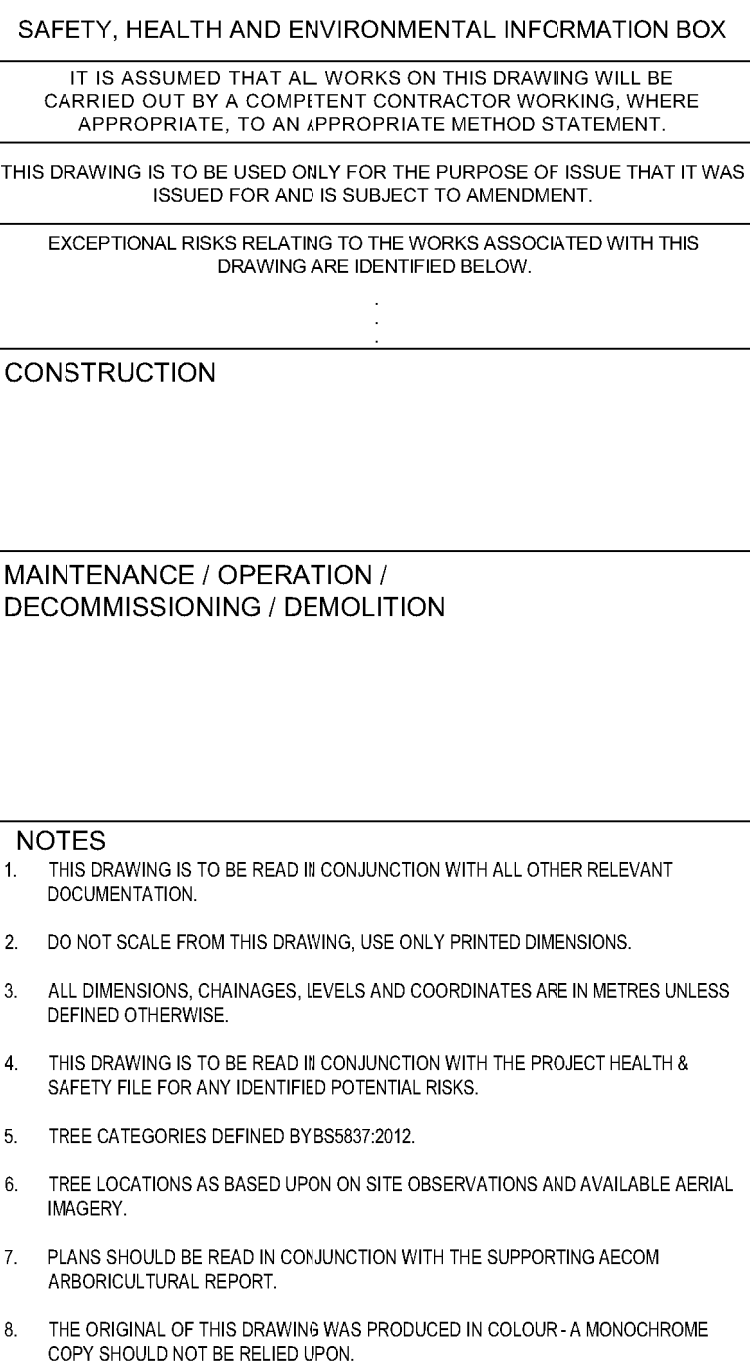 SAFETY, HEALTH AND ENVIRONMENTAL INFORMATION BOX
IT IS ASSUMED THAT ALL WORKS ON THIS DRAWING WILL BE
CARRIED OUT BY A COMPETENT CONTRACTOR WORKING, WHERE
APPROPRIATE, TO AN APPROPRIATE METHOD STATEMENT.
THIS DRAWING IS TO BE USED ONLY FOR THE PURPOSE OF ISSUE THAT IT WAS
ISSUED FOR AND IS SUBJECT TO AMENDMENT.
EXCEPTIONAL RISKS RELATING TO THE WORKS ASSOCIATED WITH THIS
DRAWING ARE IDENTIFIED BELOW.
.
.
.
CONSTRUCTION
MAINTENANCE / OPERATION /
DECOMMISSIONING / DEMOLITION
NOTES
1. THIS DRAWING IS TO BE READ IN CONJUNCTION WITH ALL OTHER RELEVANT
DOCUMENTATION.
2. DO NOT SCALE FROM THIS DRAWING, USE ONLY PRINTED DIMENSIONS.
3. ALL DIMENSIONS, CHAINAGES, LEVELS AND COORDINATES ARE IN METRES UNLESS
DEFINED OTHERWISE.
4. THIS DRAWING IS TO BE READ IN CONJUNCTION WITH THE PROJECT HEALTH &
SAFETY FILE FOR ANY IDENTIFIED POTENTIAL RISKS.
5. TREE CATEGORIES DEFINED BYBS5837:2012.
6. TREE LOCATIONS AS BASED UPON ON SITE OBSERVATIONS AND AVAILABLE AERIAL
IMAGERY.
7. PLANS SHOULD BE READ IN CONJUNCTION WITH THE SUPPORTING AECOM
ARBORICULTURAL REPORT.
8. THE ORIGINAL OF THIS DRAWING WAS PRODUCED IN COLOUR - A MONOCHROME
COPY SHOULD NOT BE RELIED UPON.